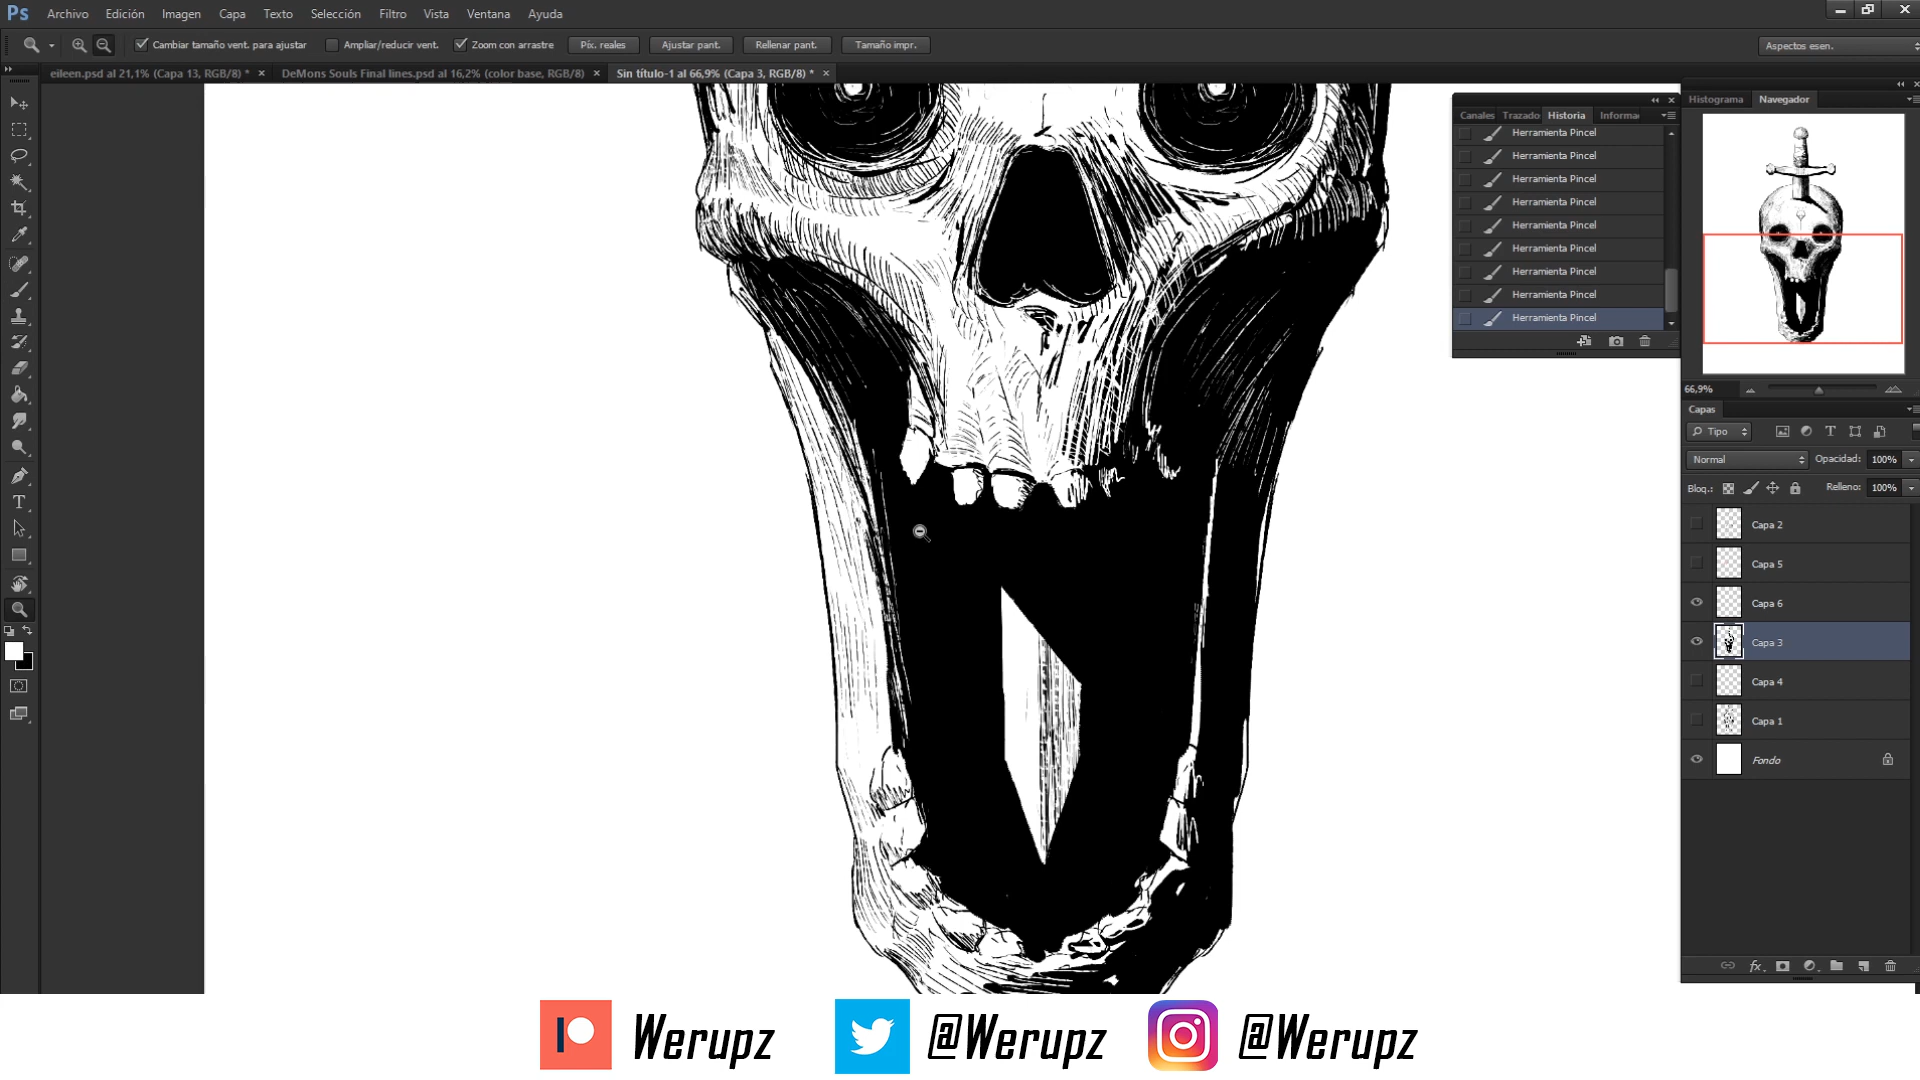 Ps Archivo Edición Imagen Capa Texto Selección Filtro Vista Ventana Ayuda
Cambiar tamaño vent. para ajustar Ampliar/reducir vent. Zoom con arrastre Píx. reales Ajustar pant. Rellenar pant. Tamaño impr. Aspectos esen.
eileen.psd al 21,1% (Capa 13, RGB/8) * × DeMons Souls Final lines.psd al 16,2% (color base, RGB/8) × Sin título-1 al 66,9% (Capa 3, RGB/8) * ×
Histograma Navegador
Canales Trazado Historia Informa
Herramienta Pincel
Herramienta Pincel
Herramienta Pincel
Herramienta Pincel
Herramienta Pincel
Herramienta Pincel
Herramienta Pincel
Herramienta Pincel
Herramienta Pincel
66,9%
Capas
Tipo
Normal Opacidad: 100%
Bloq.: Relleno: 100%
Capa 2
Capa 5
Capa 6
Capa 3
Capa 4
Capa 1
Fondo
fx
Werupz @Werupz @Werupz